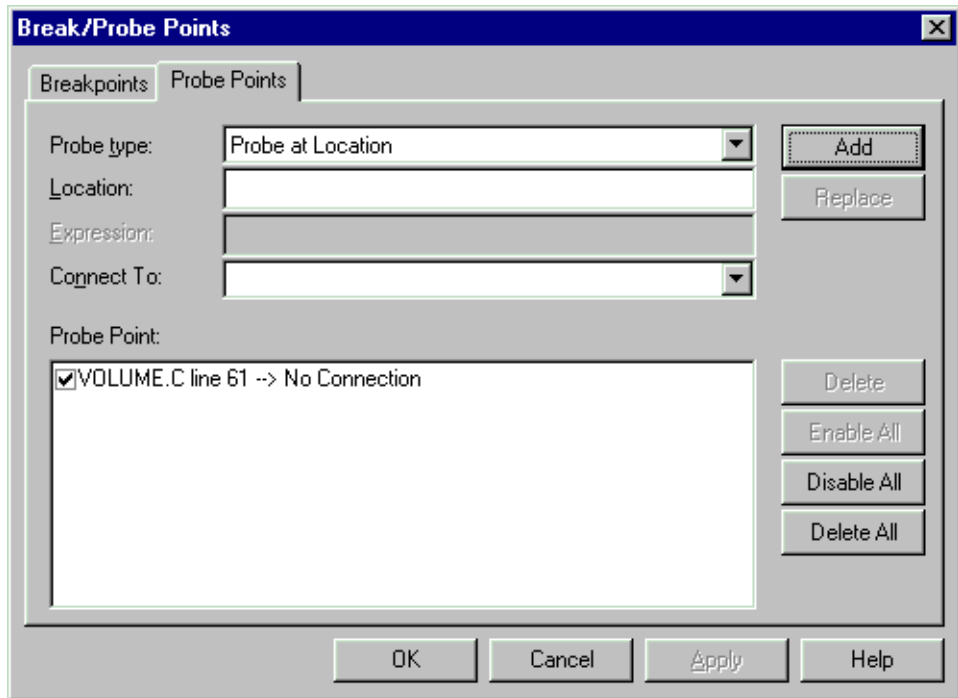 Break/Probe Points
Breakpoints Probe Points
Probe type: Probe at Location Add
Location: Replace
Expression:
Connect To:
Probe Point:
VOLUME.C line 61 --> No Connection Delete
Enable All
Disable All
Delete All
OK Cancel Apply Help